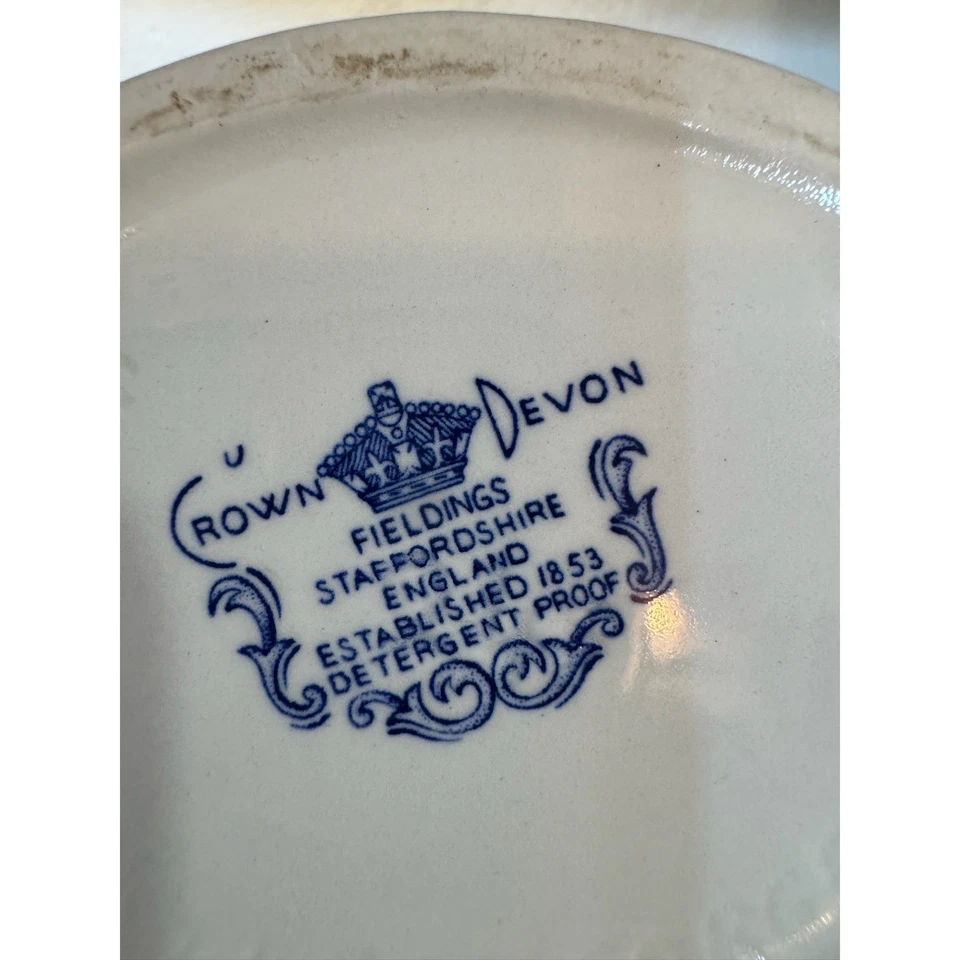 U
CROWN DEVON
FIELDINGS
STAFFORDSHIRE
ENGLAND
ESTABLISHED 1853
DETERGENT PROOF